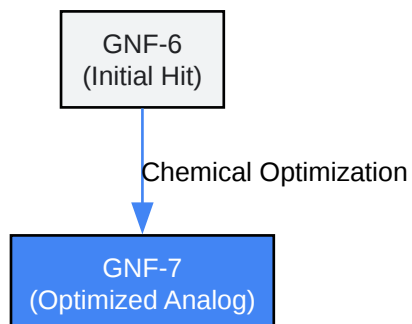 GNF-6
(Initial Hit)
Chemical Optimization
GNF-7
(Optimized Analog)